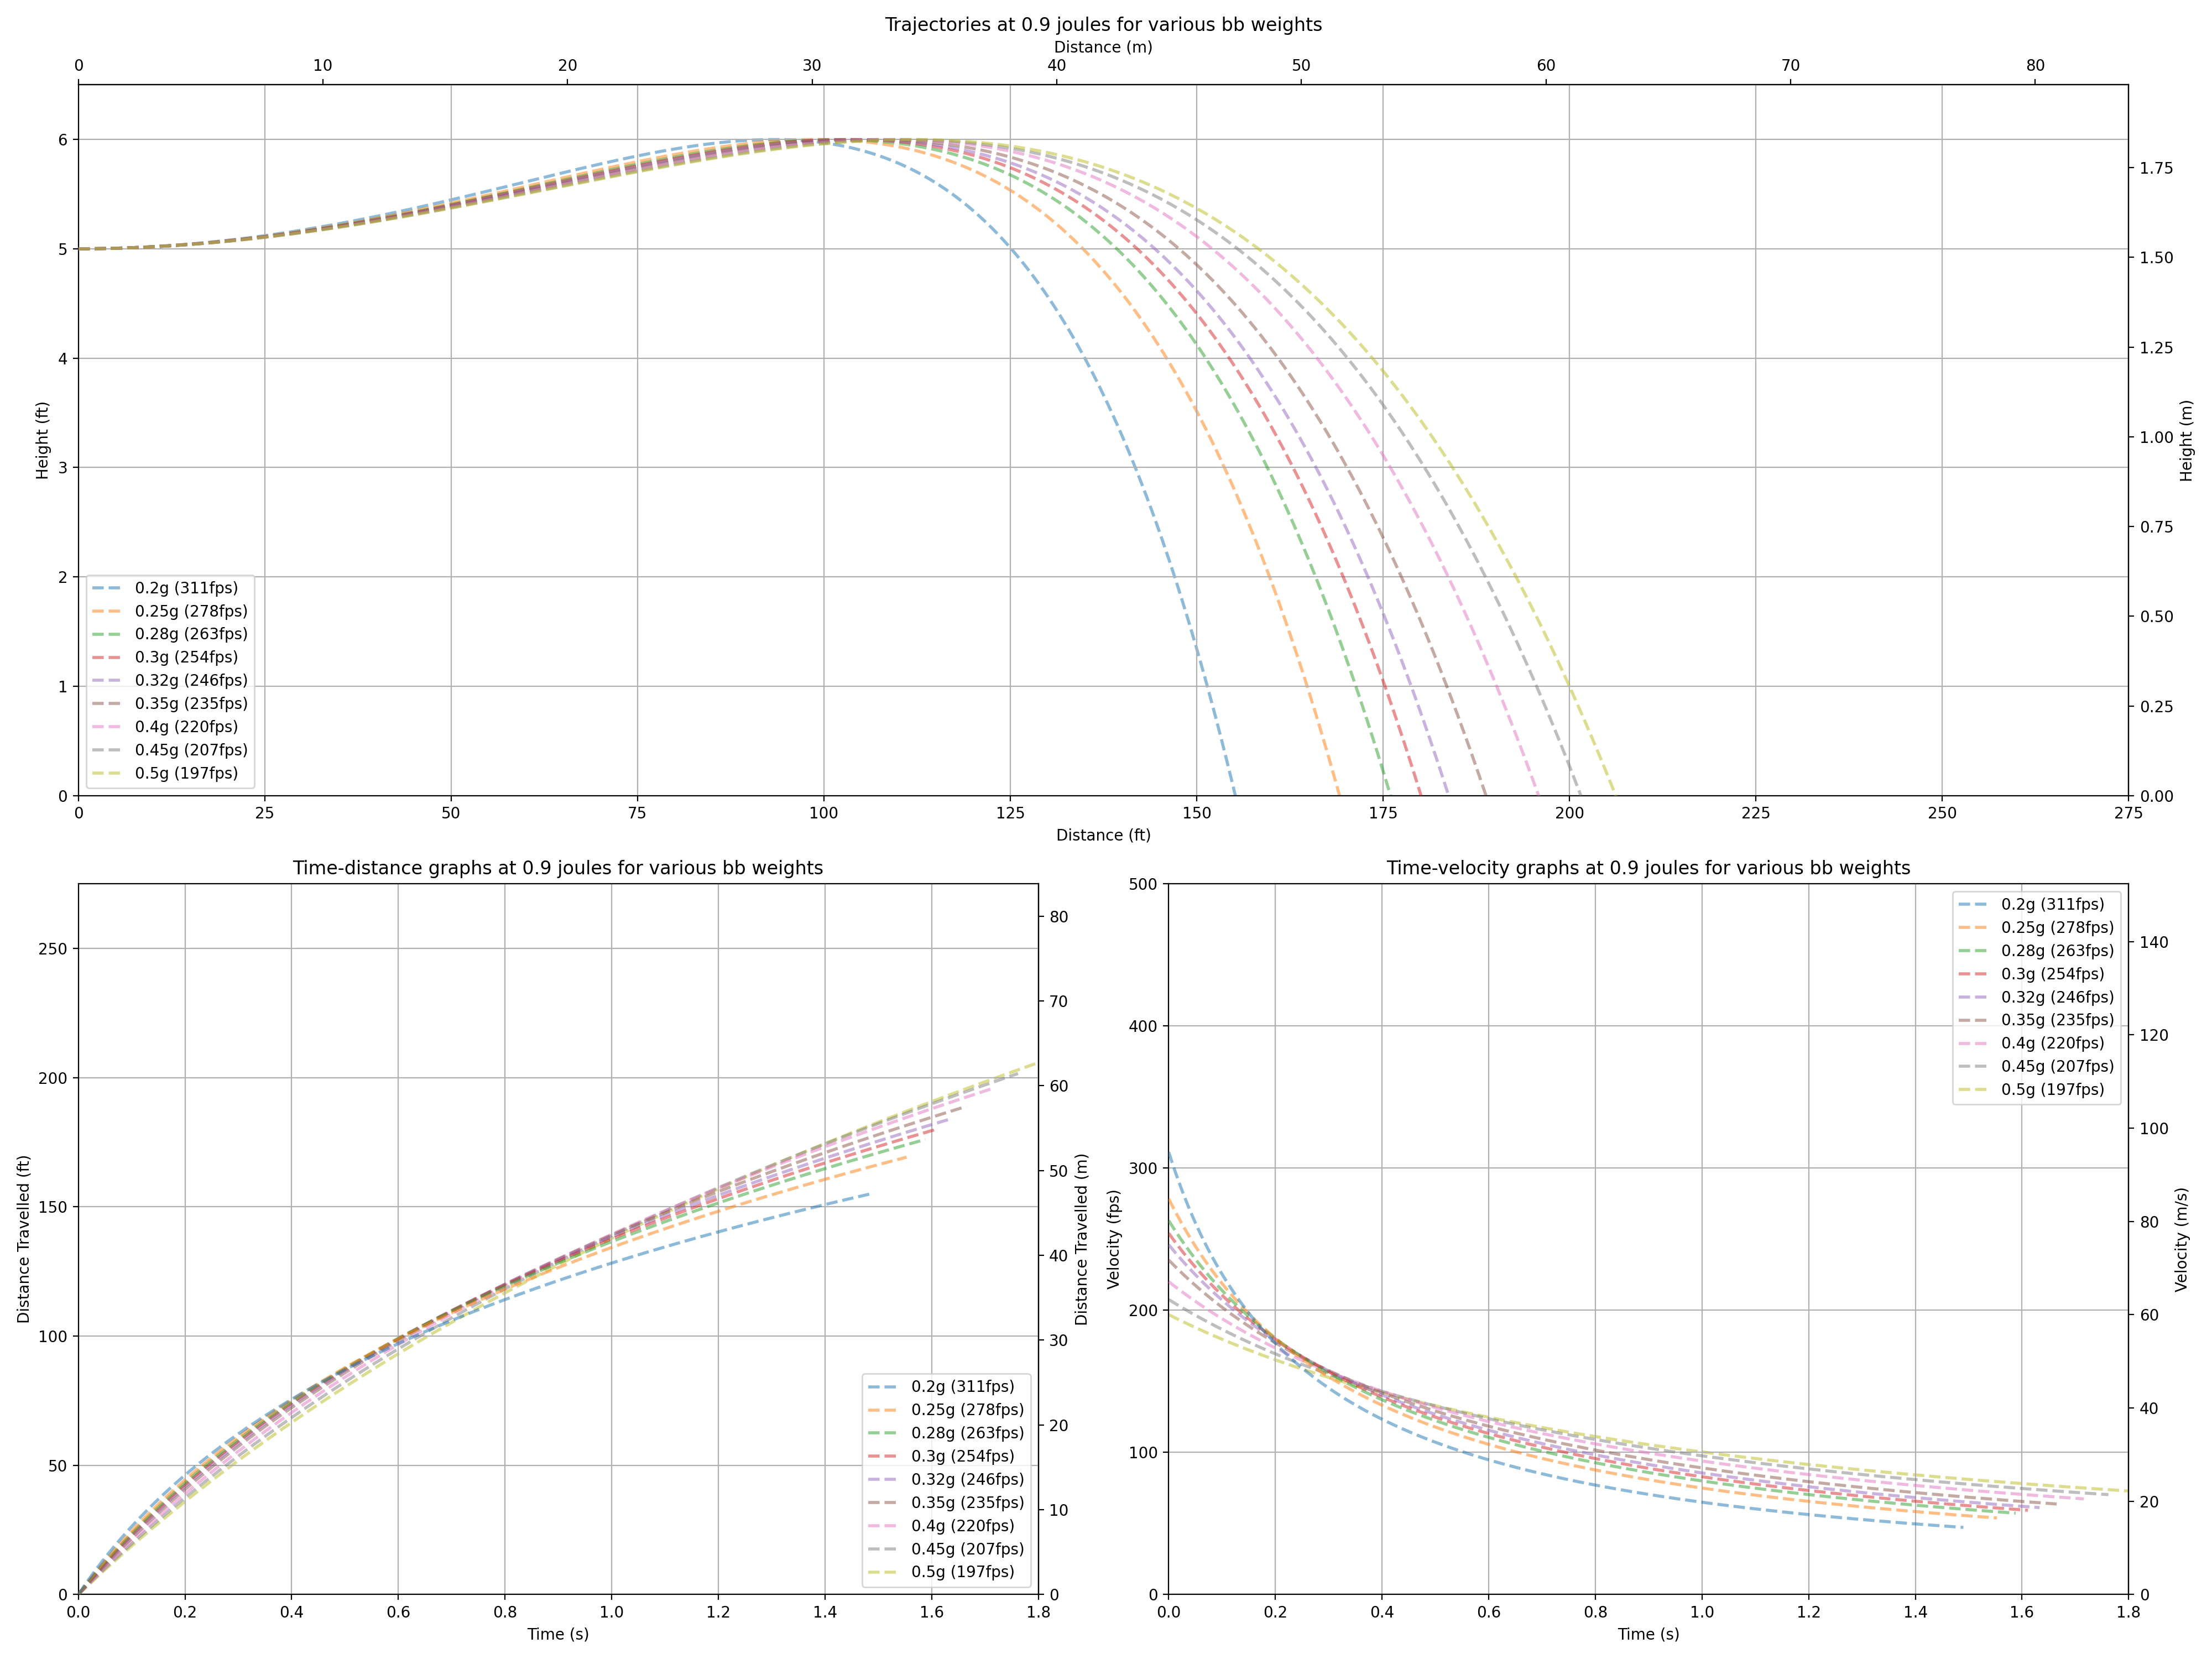 Trajectories at 0.9 joules for various bb weights
Distance (m)
0 10 20 30 40 50 60 70 80
6
5
4
3
2
1
0
Height (ft)
1.75
1.50
1.25
1.00
0.75
0.50
0.25
0.00
Height (m)
0.2g (311fps)
0.25g (278fps)
0.28g (263fps)
0.3g (254fps)
0.32g (246fps)
0.35g (235fps)
0.4g (220fps)
0.45g (207fps)
0.5g (197fps)
0 25 50 75 100 125 150 175 200 225 250 275
Distance (ft)
Time-distance graphs at 0.9 joules for various bb weights
250
200
150
100
50
0
Distance Travelled (ft)
80
70
60
50
40
30
20
10
0
Distance Travelled (m)
0.2g (311fps)
0.25g (278fps)
0.28g (263fps)
0.3g (254fps)
0.32g (246fps)
0.35g (235fps)
0.4g (220fps)
0.45g (207fps)
0.5g (197fps)
0.0 0.2 0.4 0.6 0.8 1.0 1.2 1.4 1.6 1.8
Time (s)
Time-velocity graphs at 0.9 joules for various bb weights
500
400
300
200
100
0
Velocity (fps)
140
120
100
80
60
40
20
0
Velocity (m/s)
0.2g (311fps)
0.25g (278fps)
0.28g (263fps)
0.3g (254fps)
0.32g (246fps)
0.35g (235fps)
0.4g (220fps)
0.45g (207fps)
0.5g (197fps)
0.0 0.2 0.4 0.6 0.8 1.0 1.2 1.4 1.6 1.8
Time (s)